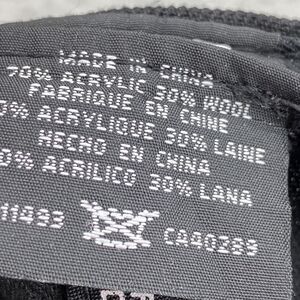 MADE IN CHINA
70% ACRYLIC 30% WOOL
FABRIQUE EN CHINE
0% ACRYLIQUE 30% LAINE
HECHO EN CHINA
0% ACRILICO 30% LANA
11493 CA40289